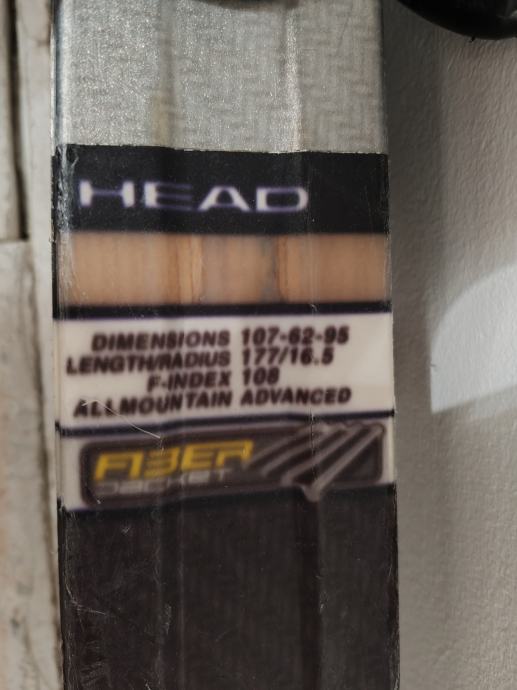 HEAD
DIMENSIONS 107-62-95
LENGTH/RADIUS 177/16.5
F-INDEX 108
ALLMOUNTAIN ADVANCED
FIBER
JACKET